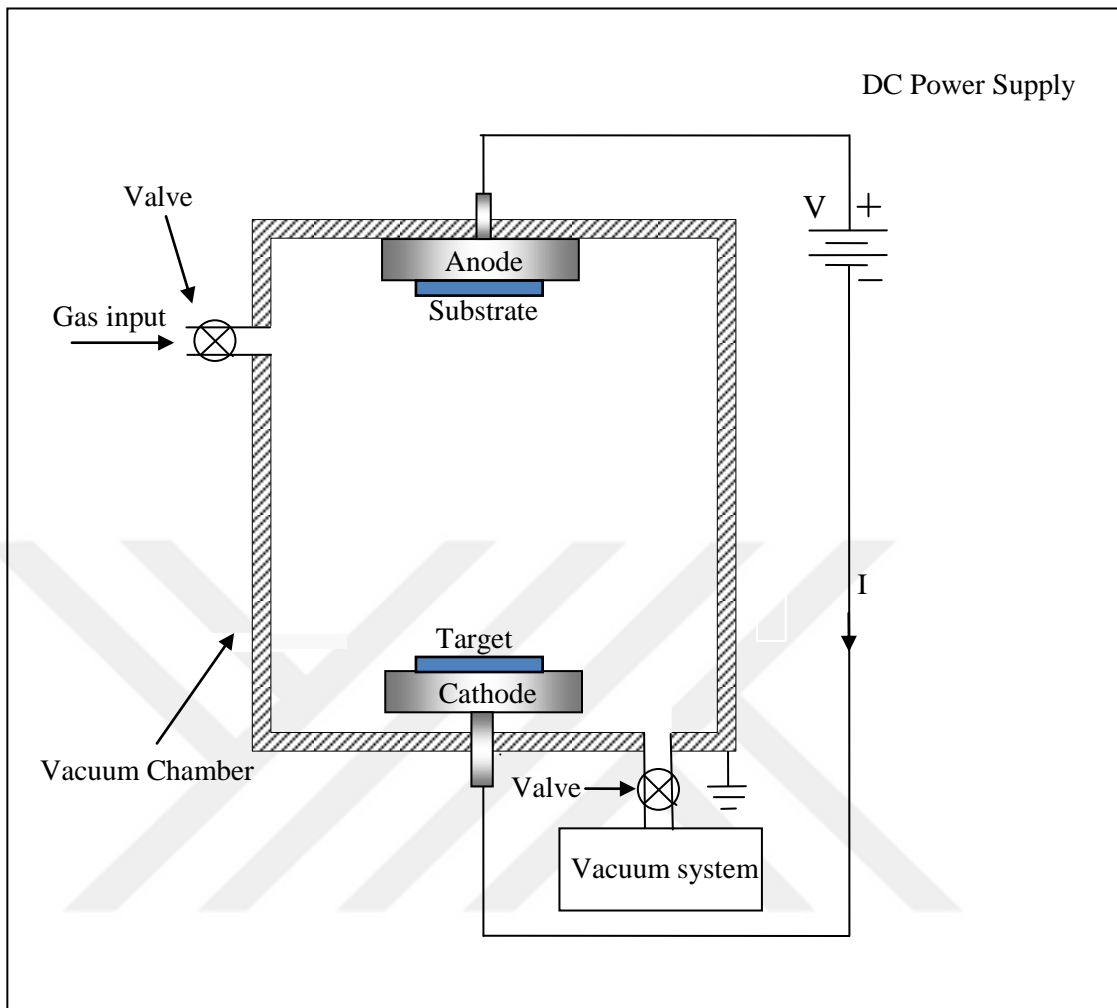 DC Power Supply
Valve
V +
Anode
−
Substrate
Gas input
I
Target
Cathode
Vacuum Chamber
Valve
Vacuum system